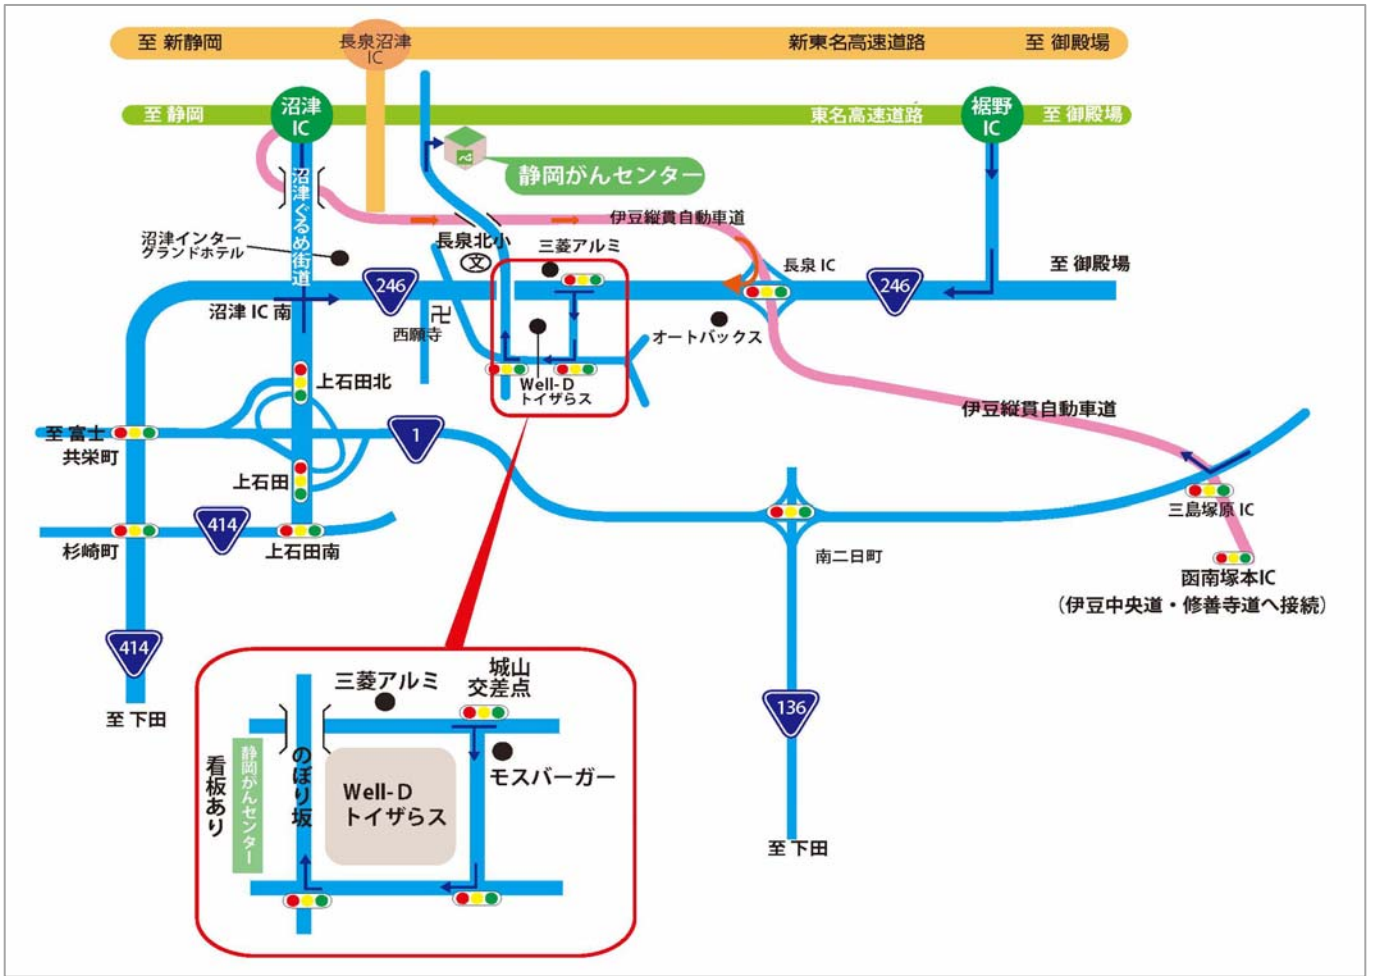 至 新静岡
長泉沼津
IC
新東名高速道路
至 御殿場
至 静岡
沼津
IC
東名高速道路
裾野
IC
至 御殿場
静岡がんセンター
沼津ぐるめ街道
伊豆縦貫自動車道
沼津インター
グランドホテル
長泉北小
文
三菱アルミ
長泉 IC
至 御殿場
246
246
沼津 IC 南
卍
西願寺
オートバックス
Well-D
トイザらス
上石田北
伊豆縦貫自動車道
至 富士
共栄町
1
上石田
三島塚原 IC
414
杉崎町
上石田南
南二日町
函南塚本IC
（伊豆中央道・修善寺道へ接続）
414
至 下田
136
至 下田
城山
交差点
三菱アルミ
モスバーガー
のぼり坂
Well-D
トイザらス
静岡がんセンター
看板あり